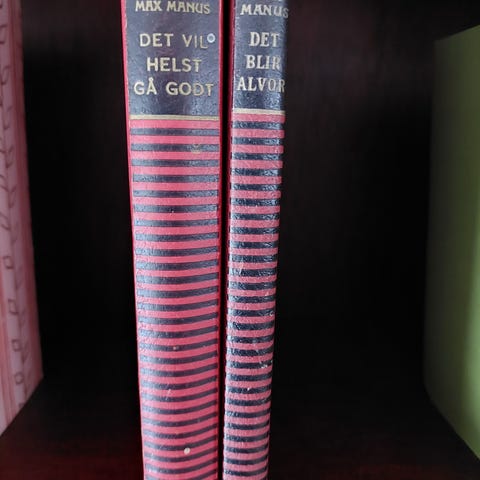 MAX MANUS
DET VIL
HELST
GÅ GODT
MANUS
DET
BLIR
ALVOR